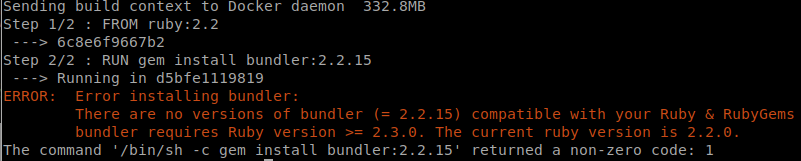 Sending build context to Docker daemon  332.8MB
Step 1/2 : FROM ruby:2.2
 ---> 6c8e6f9667b2
Step 2/2 : RUN gem install bundler:2.2.15
 ---> Running in d5bfe1119819
ERROR:  Error installing bundler:
        There are no versions of bundler (= 2.2.15) compatible with your Ruby & RubyGems
        bundler requires Ruby version >= 2.3.0. The current ruby version is 2.2.0.
The command '/bin/sh -c gem install bundler:2.2.15' returned a non-zero code: 1